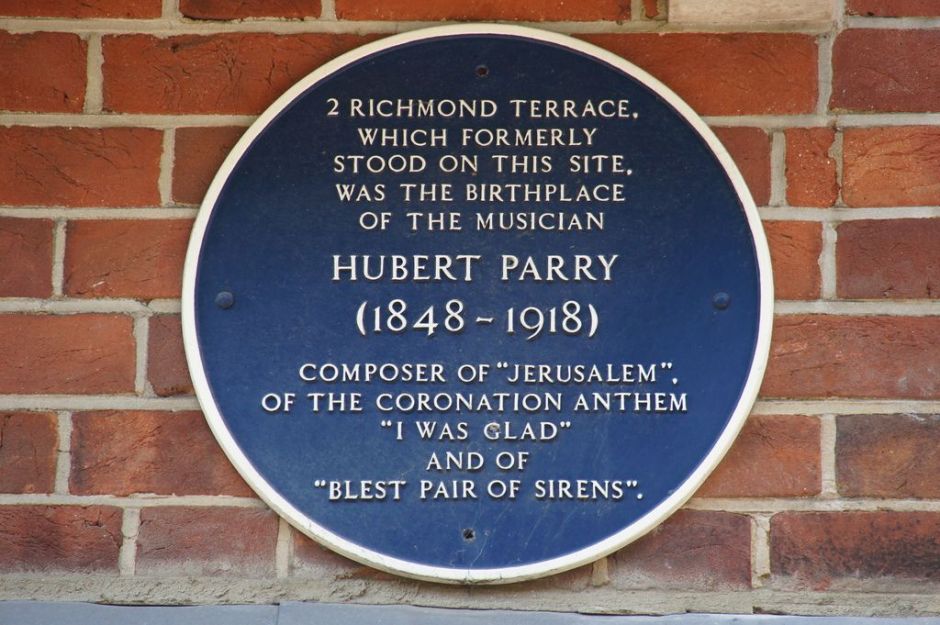 2 RICHMOND TERRACE,
WHICH FORMERLY
STOOD ON THIS SITE,
WAS THE BIRTHPLACE
OF THE MUSICIAN
HUBERT PARRY
(1848 - 1918)
COMPOSER OF "JERUSALEM",
OF THE CORONATION ANTHEM
"I WAS GLAD"
AND OF
"BLEST PAIR OF SIRENS".